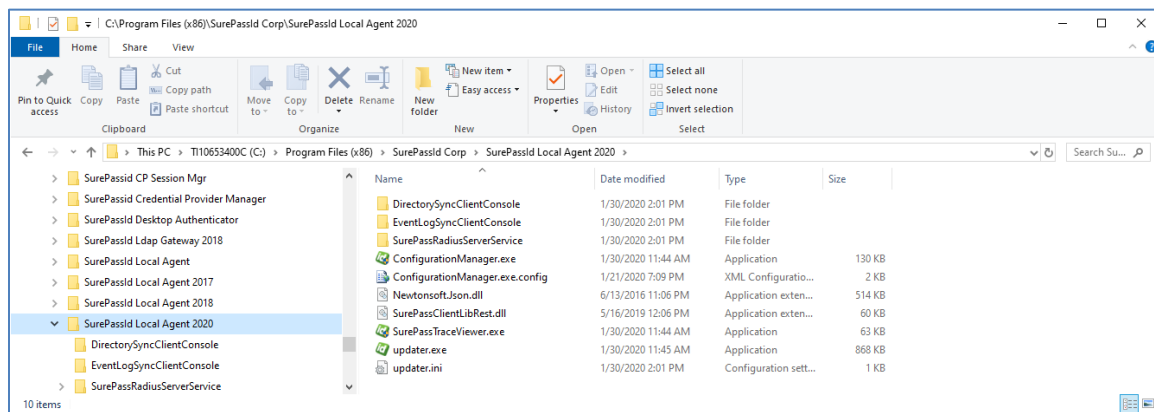 C:\Program Files (x86)\SurePassId Corp\SurePassId Local Agent 2020
File Home Share View
Pin to Quick access
Copy
Paste
Cut
Copy path
Paste shortcut
Clipboard
Move to
Copy to
Delete
Rename
Organize
New folder
New item
Easy access
New
Properties
Open
Edit
History
Open
Select all
Select none
Invert selection
Select
This PC > TI10653400C (C:) > Program Files (x86) > SurePassId Corp > SurePassId Local Agent 2020 >
Search Su...
SurePassid CP Session Mgr
SurePassid Credential Provider Manager
SurePassId Desktop Authenticator
SurePassId Ldap Gateway 2018
SurePassId Local Agent
SurePassId Local Agent 2017
SurePassId Local Agent 2018
SurePassId Local Agent 2020
DirectorySyncClientConsole
EventLogSyncClientConsole
SurePassRadiusServerService
Name Date modified Type Size
DirectorySyncClientConsole 1/30/2020 2:01 PM File folder
EventLogSyncClientConsole 1/30/2020 2:01 PM File folder
SurePassRadiusServerService 1/30/2020 2:01 PM File folder
ConfigurationManager.exe 1/30/2020 11:44 AM Application 130 KB
ConfigurationManager.exe.config 1/21/2020 7:09 PM XML Configuratio... 2 KB
Newtonsoft.Json.dll 6/13/2016 11:06 PM Application exten... 514 KB
SurePassClientLibRest.dll 5/16/2019 12:06 PM Application exten... 60 KB
SurePassTraceViewer.exe 1/30/2020 11:44 AM Application 63 KB
updater.exe 1/30/2020 11:45 AM Application 868 KB
updater.ini 1/30/2020 2:01 PM Configuration sett... 1 KB
10 items